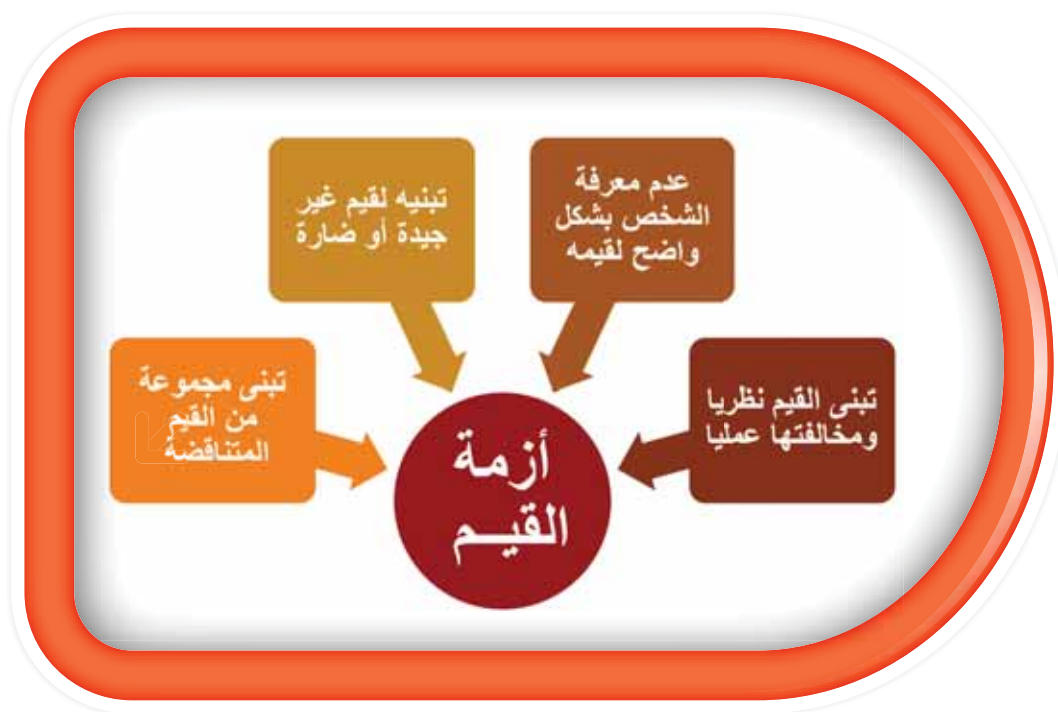 عدم معرفة
الشخص بشكل
واضح لقيمه
تبنيه لقيم غير
جيدة أو ضارة
تبنى القيم نظريا
ومخالفتها عمليا
تبنى مجموعة
من القيم
المتناقضة
أزمة
القيــم